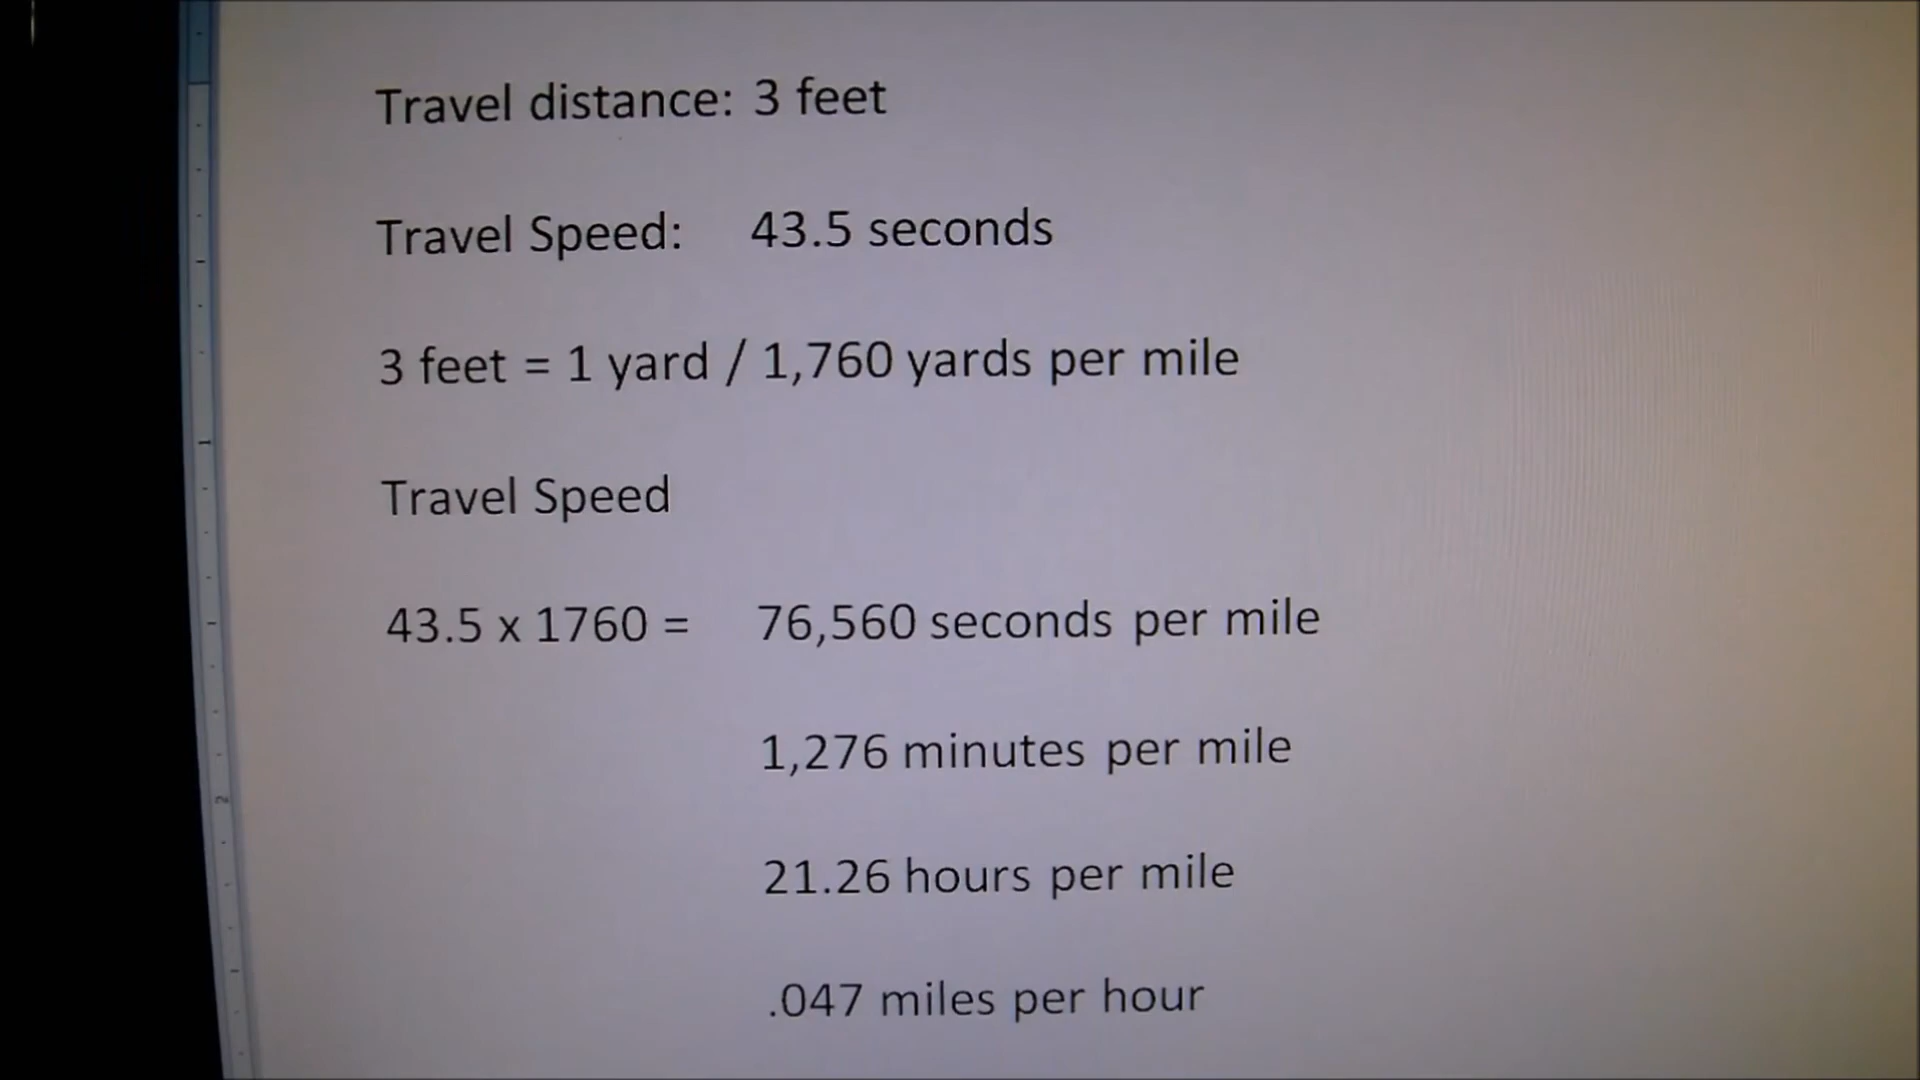 Travel distance: 3 feet
Travel Speed: 43.5 seconds
3 feet = 1 yard / 1,760 yards per mile
Travel Speed
43.5 x 1760 = 76,560 seconds per mile
1,276 minutes per mile
21.26 hours per mile
.047 miles per hour
1
2